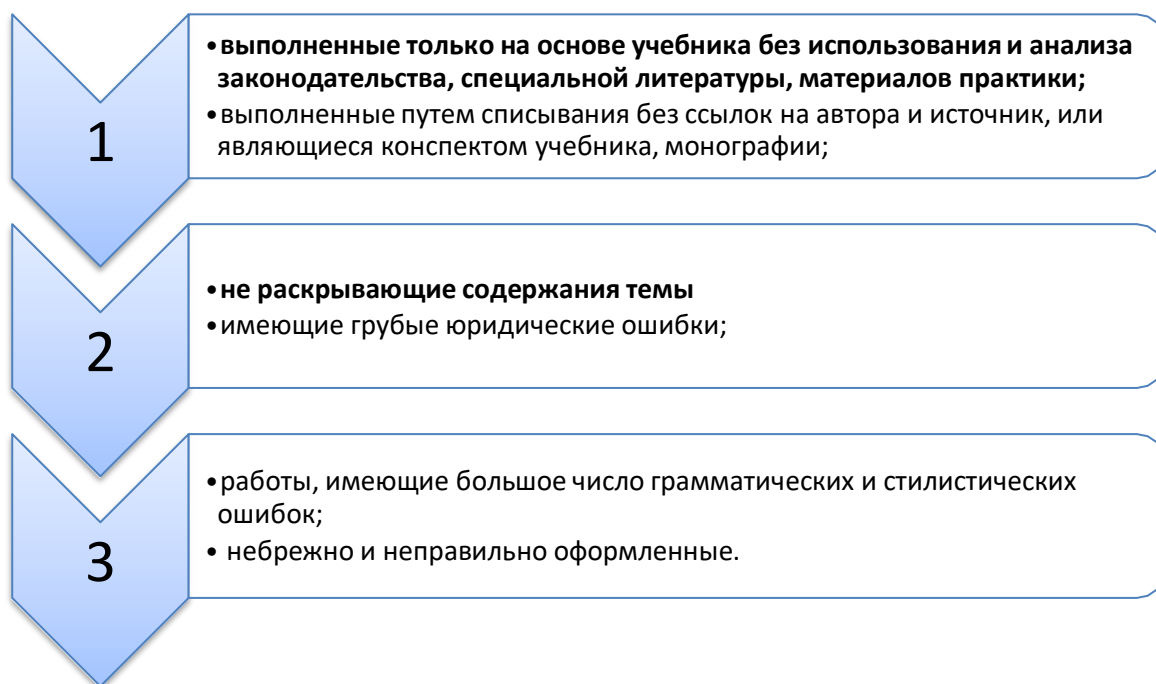 1
•выполненные только на основе учебника без использования и анализа
законодательства, специальной литературы, материалов практики;
•выполненные путем списывания без ссылок на автора и источник, или
являющиеся конспектом учебника, монографии;
2
•не раскрывающие содержания темы
•имеющие грубые юридические ошибки;
3
•работы, имеющие большое число грамматических и стилистических
ошибок;
• небрежно и неправильно оформленные.